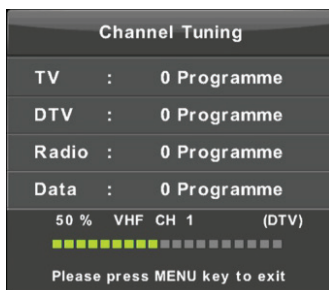 Channel Tuning
TV : 0 Programme
DTV : 0 Programme
Radio : 0 Programme
Data : 0 Programme
50 % VHF CH 1 (DTV)
Please press MENU key to exit